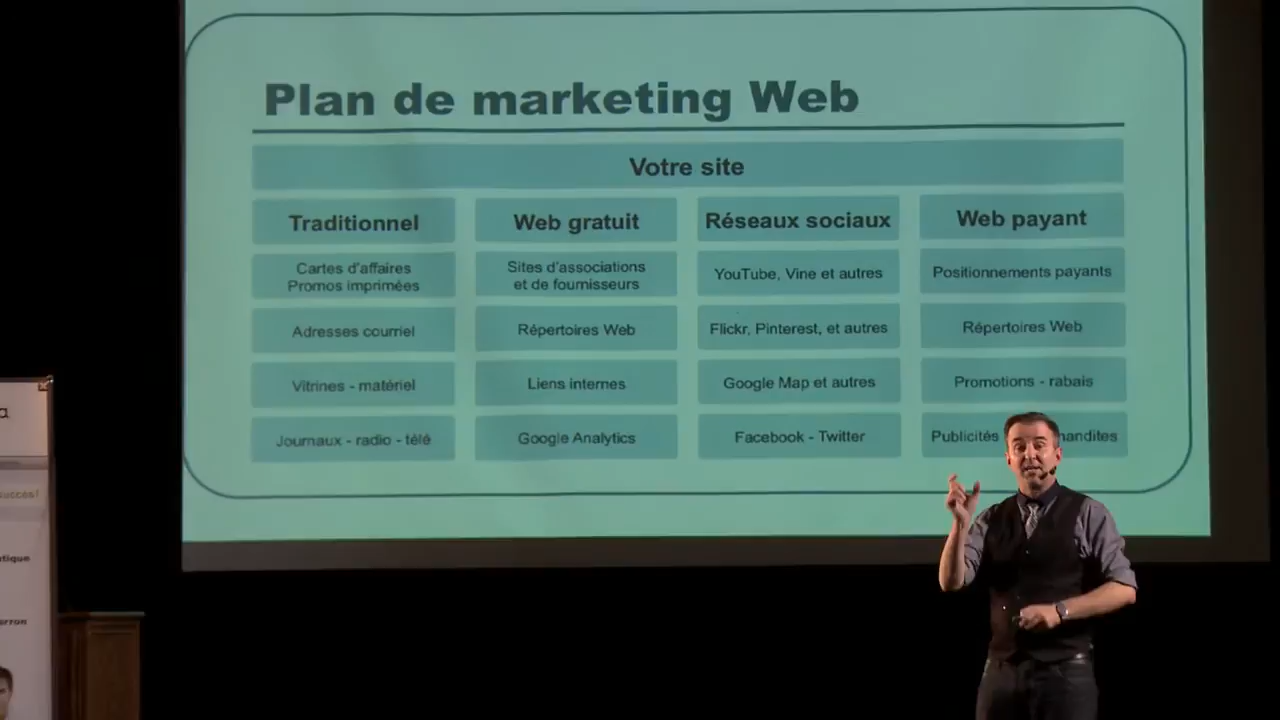 Plan de marketing Web
Votre site
Traditionnel
Web gratuit
Réseaux sociaux
Web payant
Cartes d'affaires
Promos imprimées
Sites d'associations
et de fournisseurs
YouTube, Vine et autres
Positionnements payants
Adresses courriel
Répertoires Web
Flickr, Pinterest, et autres
Répertoires Web
Vitrines - matériel
Liens internes
Google Map et autres
Promotions - rabais
Journaux - radio - télé
Google Analytics
Facebook - Twitter
Publicités